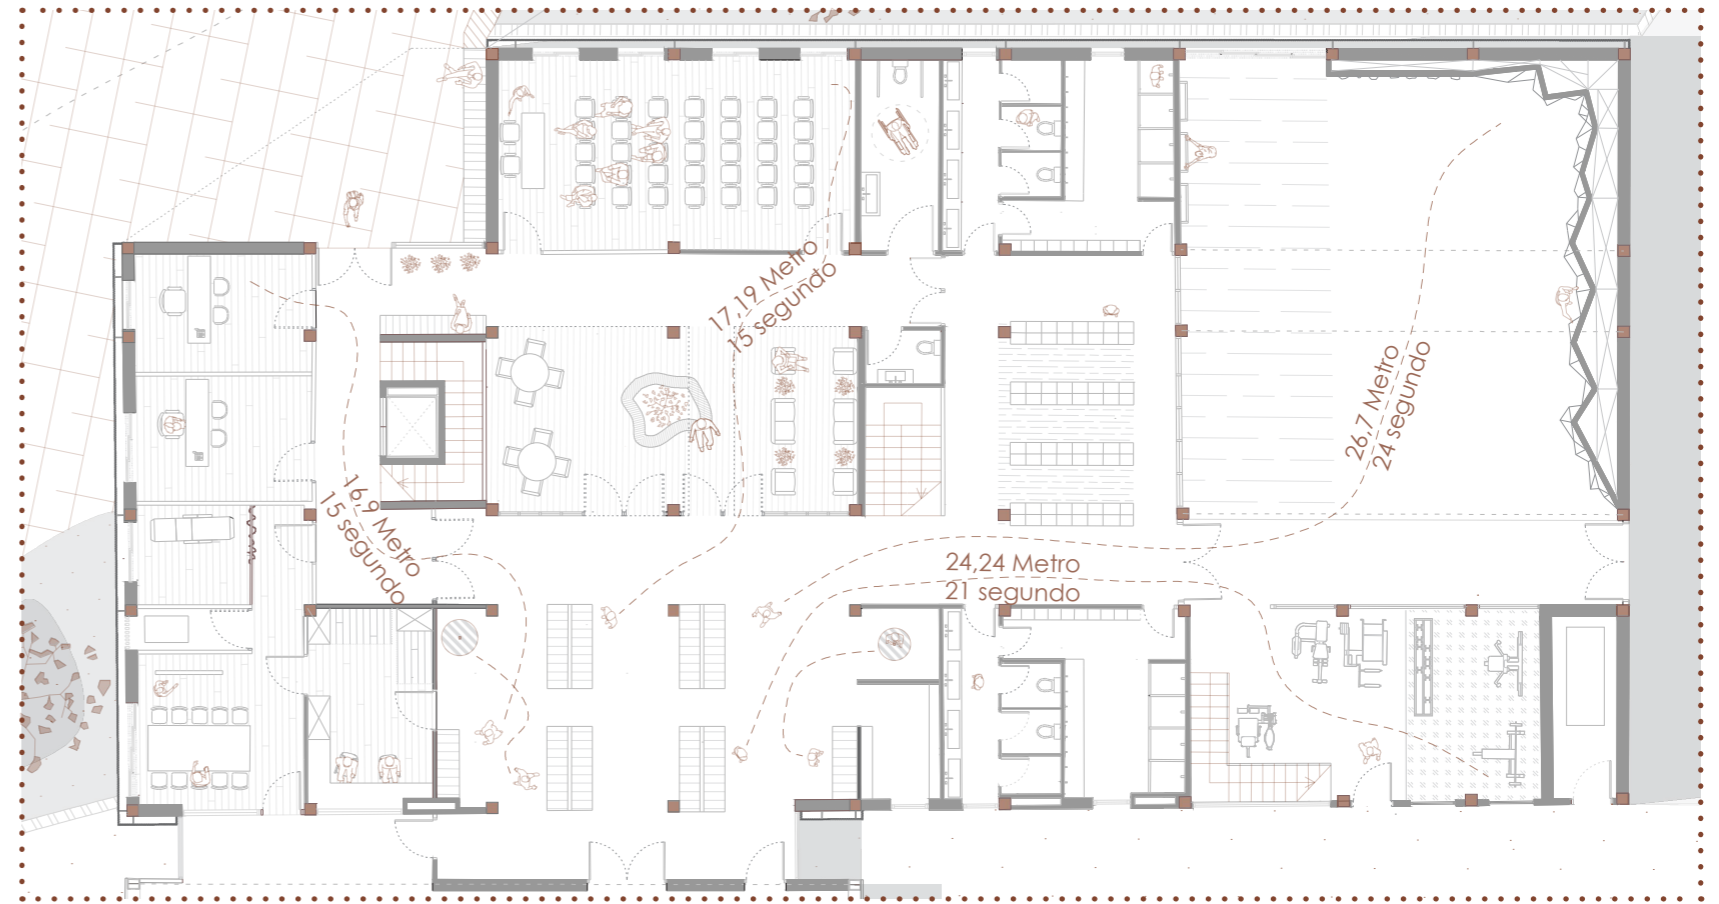 17,19 Metro
15 segundo
26,7 Metro
24 segundo
16,9 Metro
15 segundo
24,24 Metro
21 segundo